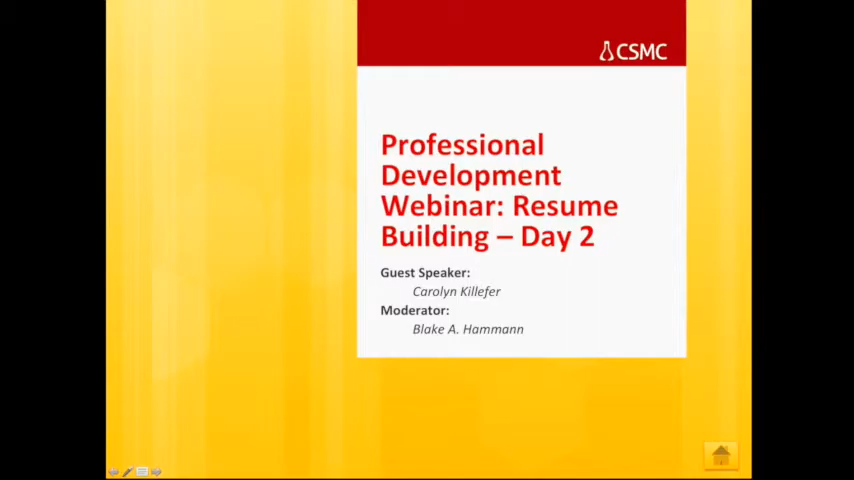 CSMC
Professional
Development
Webinar: Resume
Building – Day 2
Guest Speaker:
Carolyn Killefer
Moderator:
Blake A. Hammann